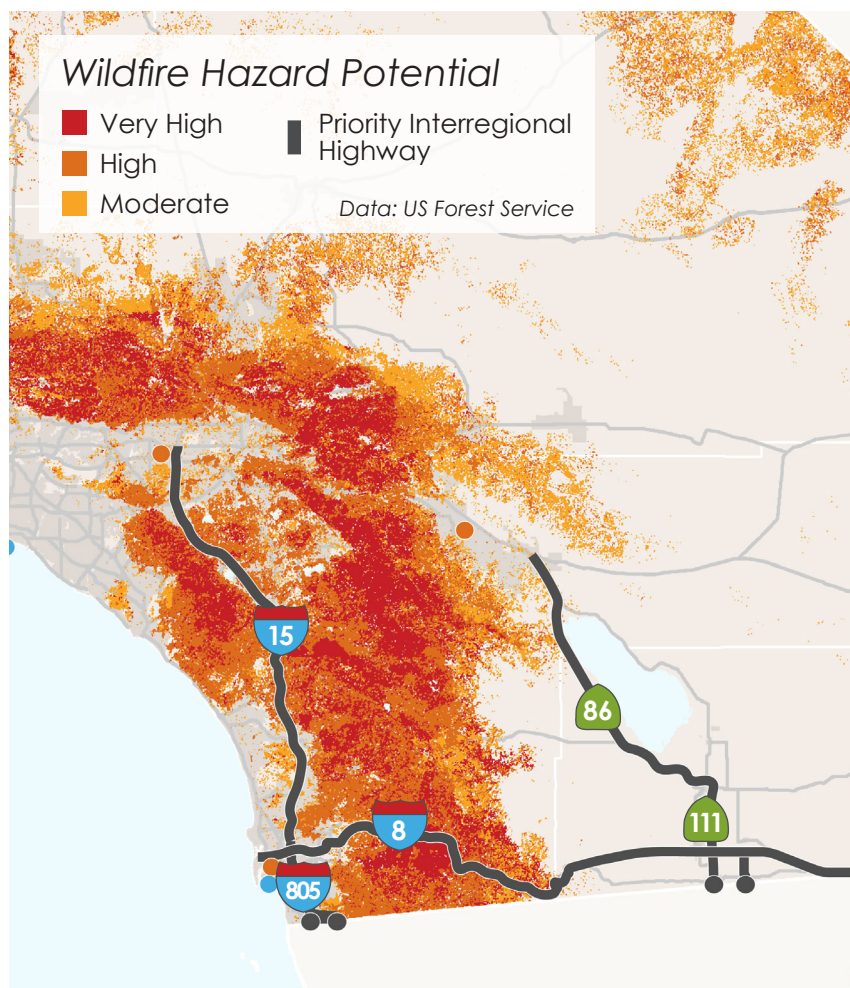 Wildfire Hazard Potential
Very High
High
Moderate
Priority Interregional
Highway
Data: US Forest Service
15
86
111
8
805